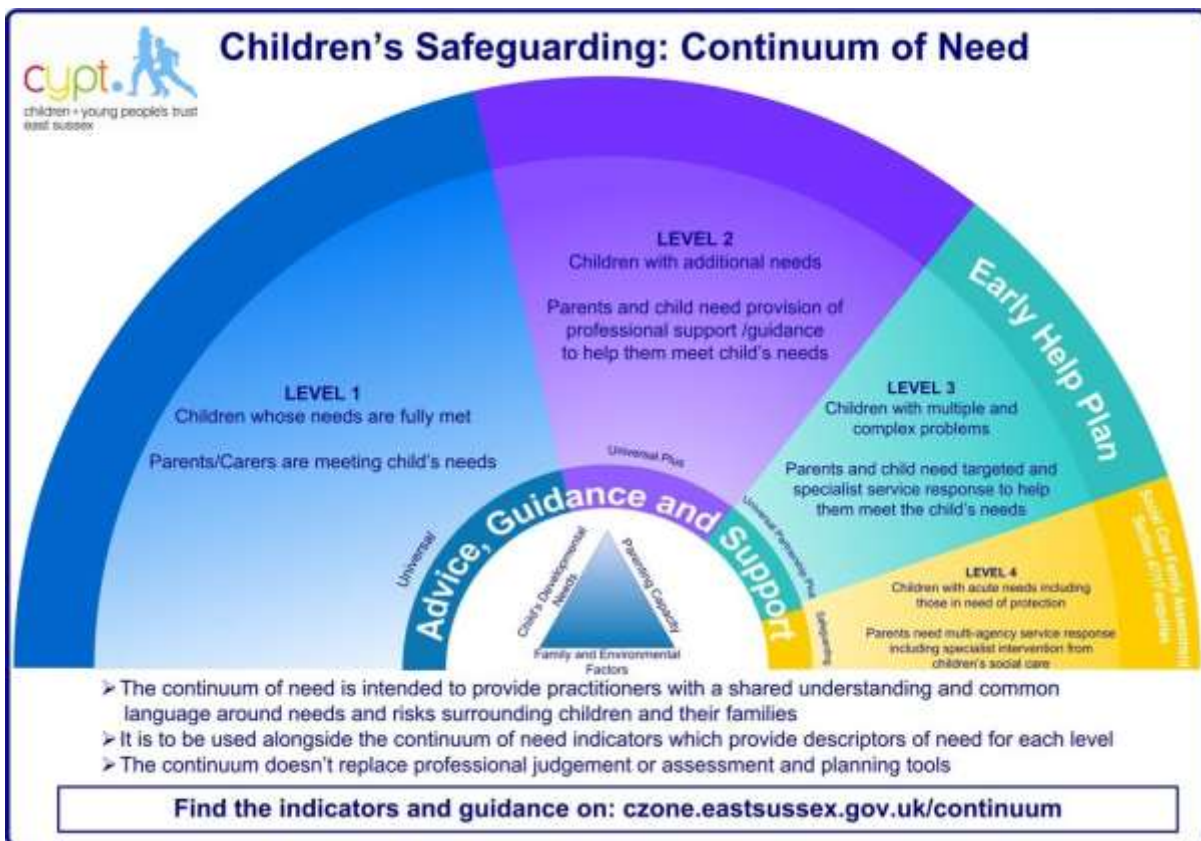 Children's Safeguarding: Continuum of Need
cypt.
children + young people's trust
east sussex
LEVEL 1
Children whose needs are fully met
Parents/Carers are meeting child's needs
LEVEL 2
Children with additional needs
Parents and child need provision of
professional support /guidance
to help them meet child's needs
Early Help Plan
LEVEL 3
Children with multiple and
complex problems
Parents and child need targeted and
specialist service response to help
them meet the child's needs
Social Care Family Assessment
Section 47/17 enquiries
LEVEL 4
Children with acute needs including
those in need of protection
Parents need multi-agency service response
including specialist intervention from
children's social care
Universal
Universal Plus
Universal Partnership Plus
Safeguarding
Advice, Guidance and Support
Child's Developmental
Needs
Parenting Capacity
Family and Environmental
Factors
➢ The continuum of need is intended to provide practitioners with a shared understanding and common
language around needs and risks surrounding children and their families
➢ It is to be used alongside the continuum of need indicators which provide descriptors of need for each level
➢ The continuum doesn't replace professional judgement or assessment and planning tools
Find the indicators and guidance on: czone.eastsussex.gov.uk/continuum